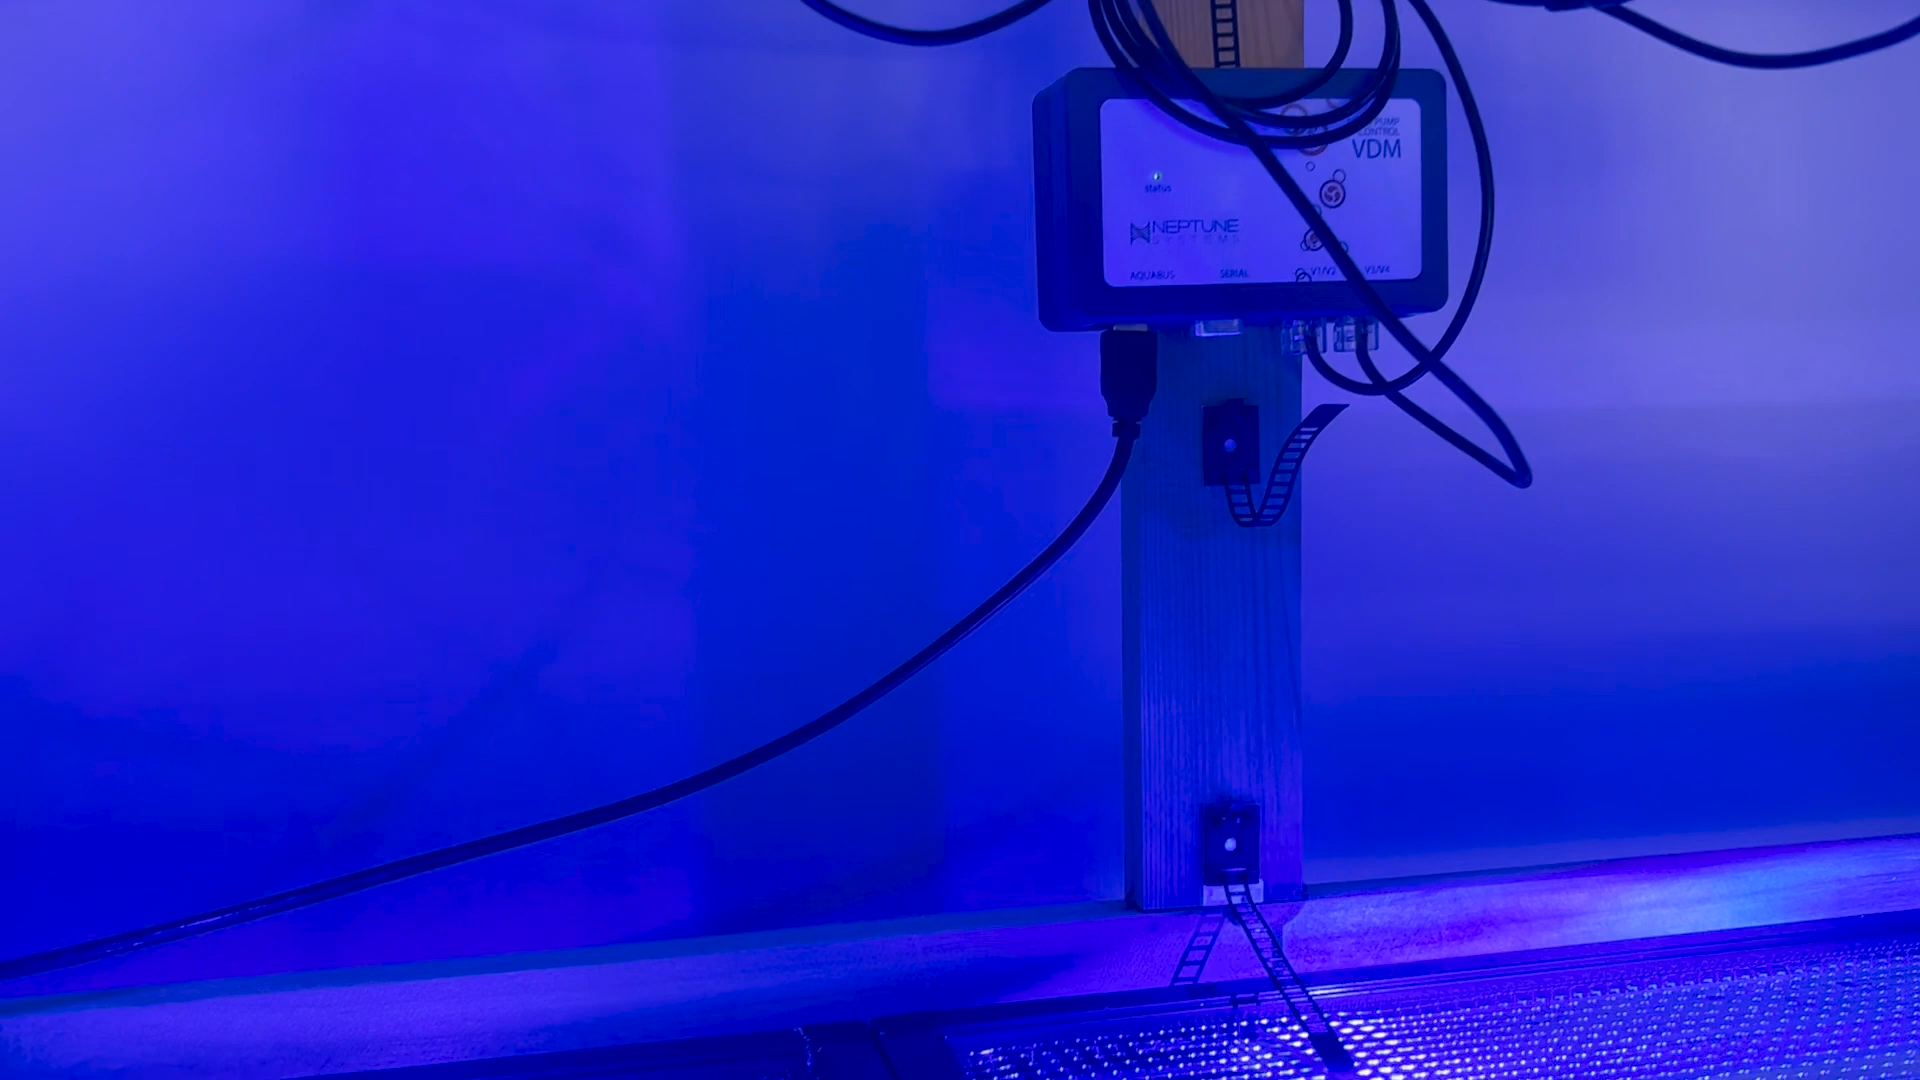 PUMP
CONTROL
VDM
status
NEPTUNE
SYSTEMS
AQUABUS SERIAL V1/V2 V3/V4